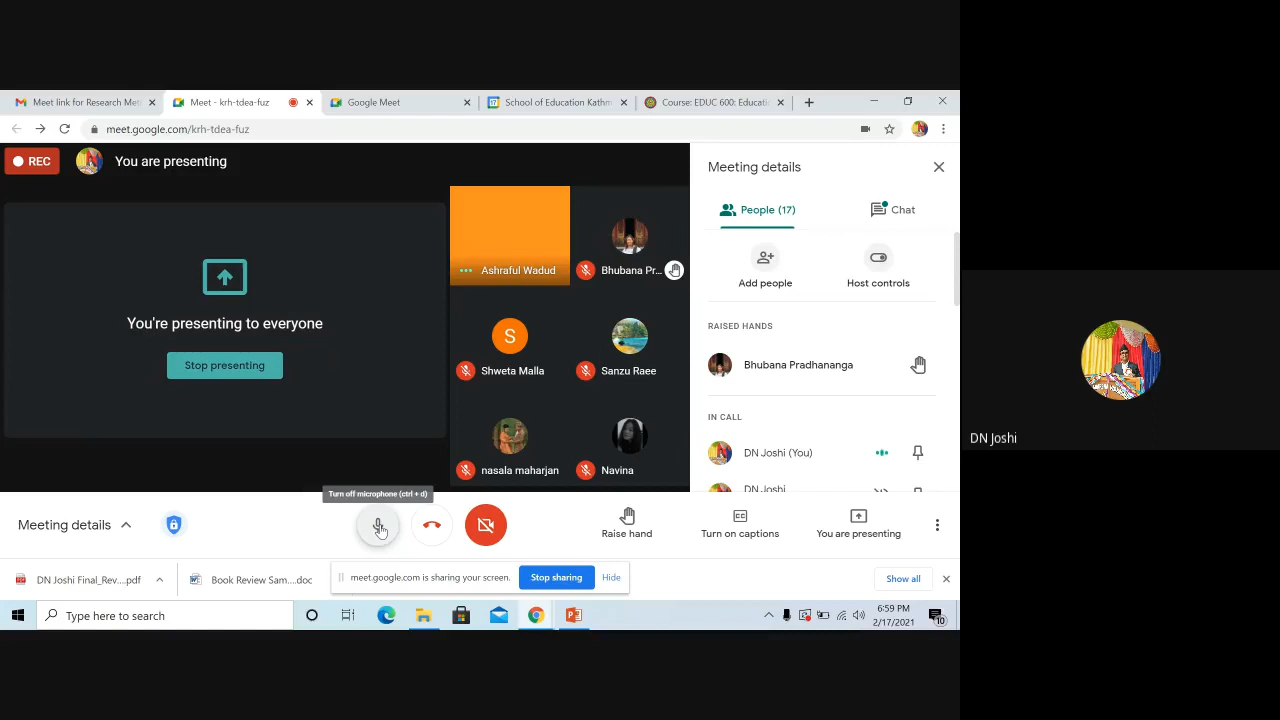 Meet link for Research Met
Meet - krh-tdea-fuz
Google Meet
School of Education Kathm
Course: EDUC 600: Educatio
meet.google.com/krh-tdea-fuz
REC
You are presenting
Meeting details
People (17)
Chat
Add people
Host controls
RAISED HANDS
Bhubana Pradhananga
IN CALL
DN Joshi (You)
DN Joshi
You're presenting to everyone
Stop presenting
Ashraful Wadud
Bhubana Pr...
S
Shweta Malla
Sanzu Raee
nasala maharjan
Navina
DN Joshi
Turn off microphone (ctrl + d)
Meeting details
Raise hand
Turn on captions
You are presenting
DN Joshi Final_Rev....pdf
Book Review Sam....doc
meet.google.com is sharing your screen.
Stop sharing
Hide
Show all
Type here to search
6:59 PM
2/17/2021
10